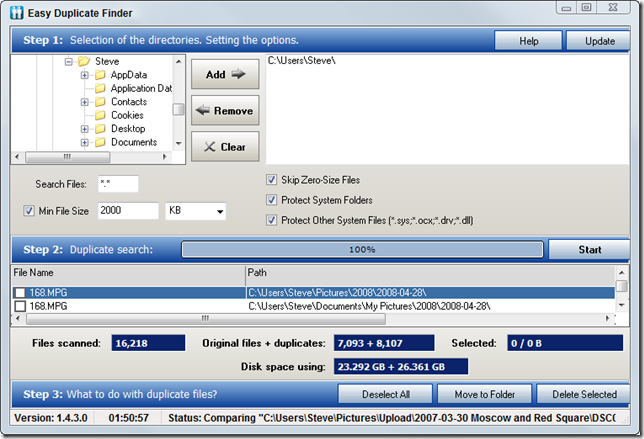 Easy Duplicate Finder
Step 1: Selection of the directories. Setting the options.
Help
Update
Steve
AppData
Application Dat
Contacts
Cookies
Desktop
Documents
Add
Remove
Clear
C:\Users\Steve\
Search Files: *.*
Min File Size 2000 KB
Skip Zero-Size Files
Protect System Folders
Protect Other System Files (*.sys;*.ocx;*.drv;*.dll)
Step 2: Duplicate search: 100% Start
File Name Path
168.MPG C:\Users\Steve\Pictures\2008\2008-04-28\
168.MPG C:\Users\Steve\Documents\My Pictures\2008\2008-04-28\
Files scanned: 16,218 Original files + duplicates: 7,093 + 8,107 Selected: 0 / 0 B
Disk space using: 23.292 GB + 26.361 GB
Step 3: What to do with duplicate files? Deselect All Move to Folder Delete Selected
Version: 1.4.3.0 01:50:57 Status: Comparing "C:\Users\Steve\Pictures\Upload\2007-03-30 Moscow and Red Square\DSC0